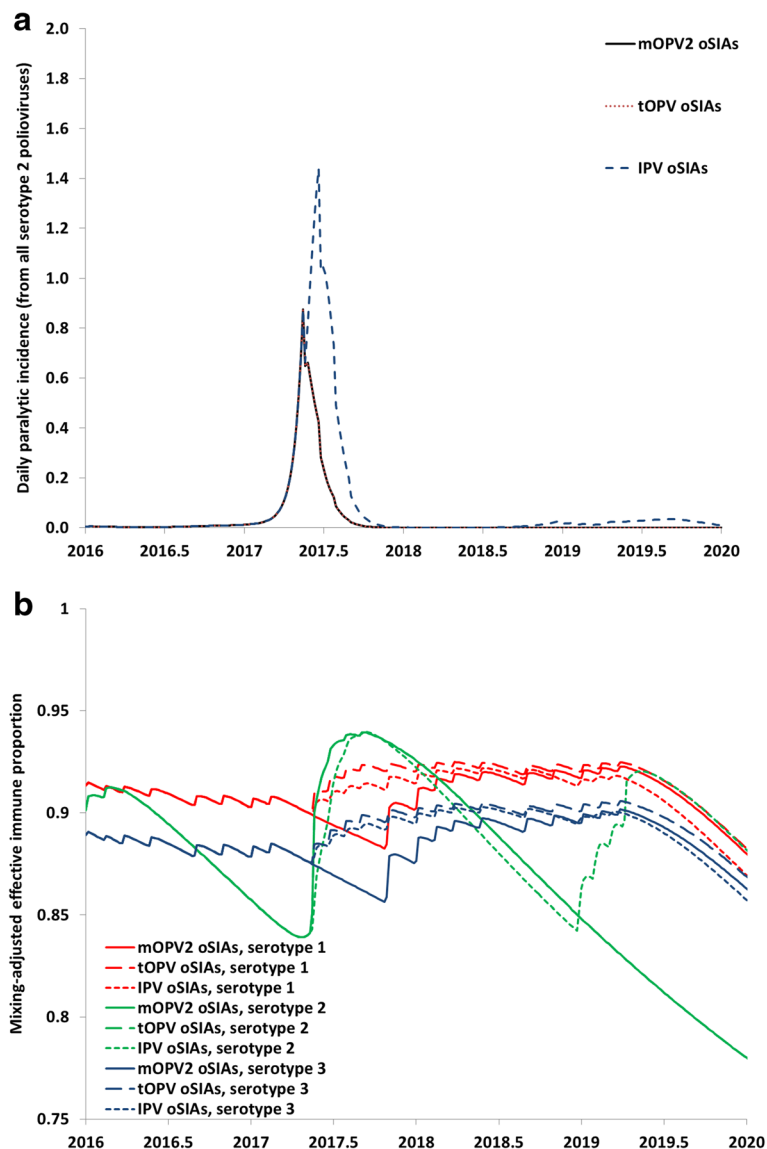 a
Daily paralytic incidence (from all serotype 2 polioviruses)
2.0
1.8
1.6
1.4
1.2
1.0
0.8
0.6
0.4
0.2
0.0
2016 2016.5 2017 2017.5 2018 2018.5 2019 2019.5 2020
mOPV2 oSIAs
tOPV oSIAs
IPV oSIAs
b
Mixing-adjusted effective immune proportion
1
0.95
0.9
0.85
0.8
0.75
mOPV2 oSIAs, serotype 1
tOPV oSIAs, serotype 1
IPV oSIAs, serotype 1
mOPV2 oSIAs, serotype 2
tOPV oSIAs, serotype 2
IPV oSIAs, serotype 2
mOPV2 oSIAs, serotype 3
tOPV oSIAs, serotype 3
IPV oSIAs, serotype 3
2016 2016.5 2017 2017.5 2018 2018.5 2019 2019.5 2020